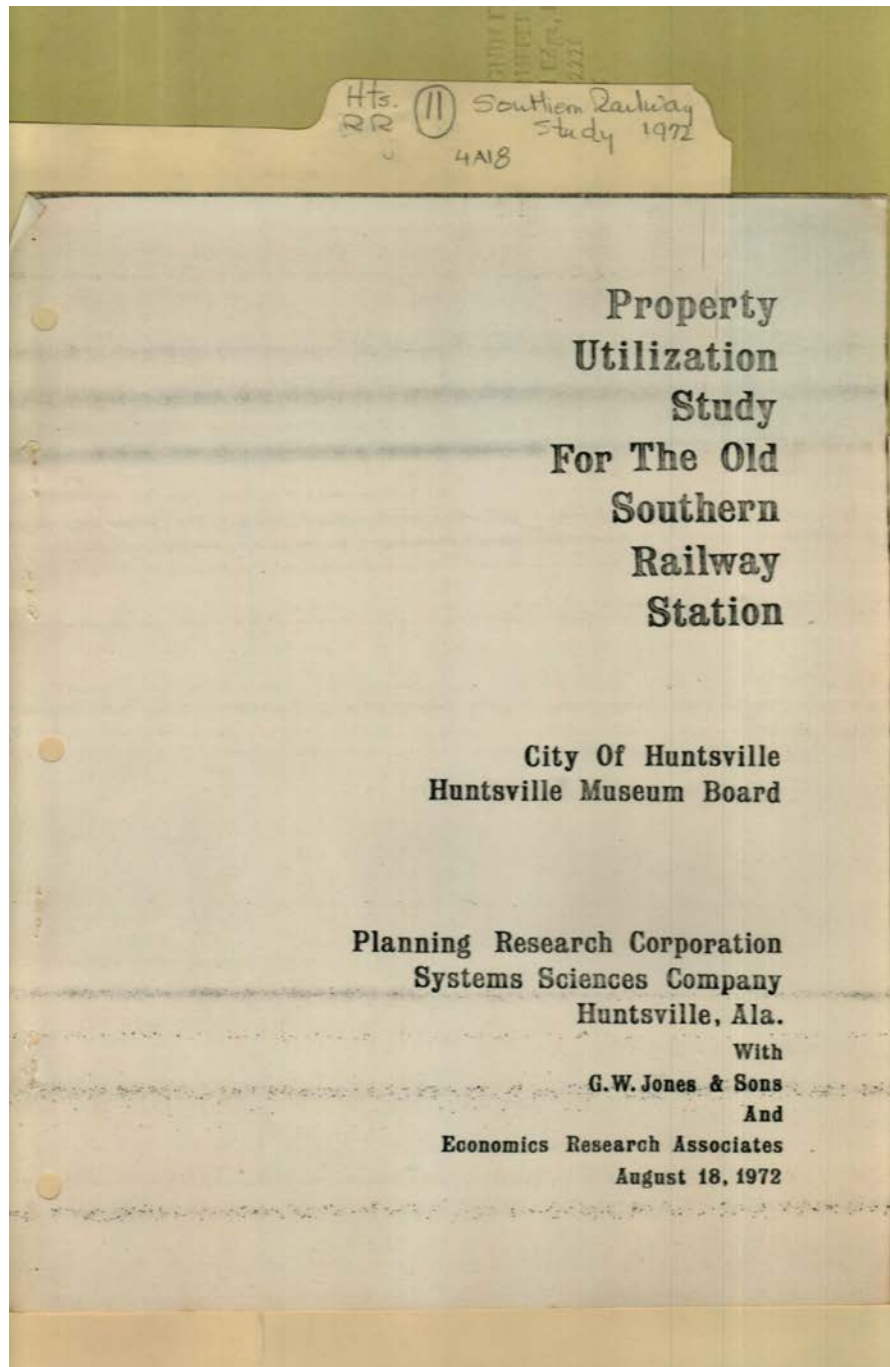 Hts. (11) Southern Railway
RR Study 1972
4A18
Property
Utilization
Study
For The Old
Southern
Railway
Station
City Of Huntsville
Huntsville Museum Board
Planning Research Corporation
Systems Sciences Company
Huntsville, Ala.
With
G.W. Jones & Sons
And
Economics Research Associates
August 18, 1972